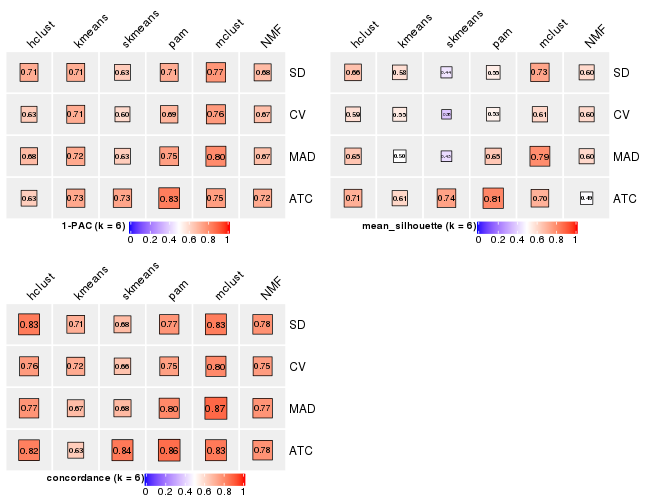 hclust kmeans skmeans pam mclust NMF
0.71 0.71 0.63 0.71 0.77 0.68 SD
0.63 0.71 0.60 0.69 0.76 0.67 CV
0.68 0.72 0.63 0.75 0.80 0.67 MAD
0.63 0.73 0.73 0.83 0.75 0.72 ATC
1-PAC (k = 6)
0 0.2 0.4 0.6 0.8 1
hclust kmeans skmeans pam mclust NMF
0.66 0.58 0.44 0.55 0.73 0.60 SD
0.59 0.55 0.53 0.61 0.60 CV
0.65 0.50 0.43 0.65 0.79 0.60 MAD
0.71 0.61 0.74 0.81 0.70 0.49 ATC
mean_silhouette (k = 6)
0 0.2 0.4 0.6 0.8 1
hclust kmeans skmeans pam mclust NMF
0.83 0.71 0.68 0.77 0.83 0.78 SD
0.76 0.72 0.66 0.75 0.80 0.75 CV
0.77 0.67 0.68 0.80 0.87 0.77 MAD
0.82 0.63 0.84 0.86 0.83 0.78 ATC
concordance (k = 6)
0 0.2 0.4 0.6 0.8 1